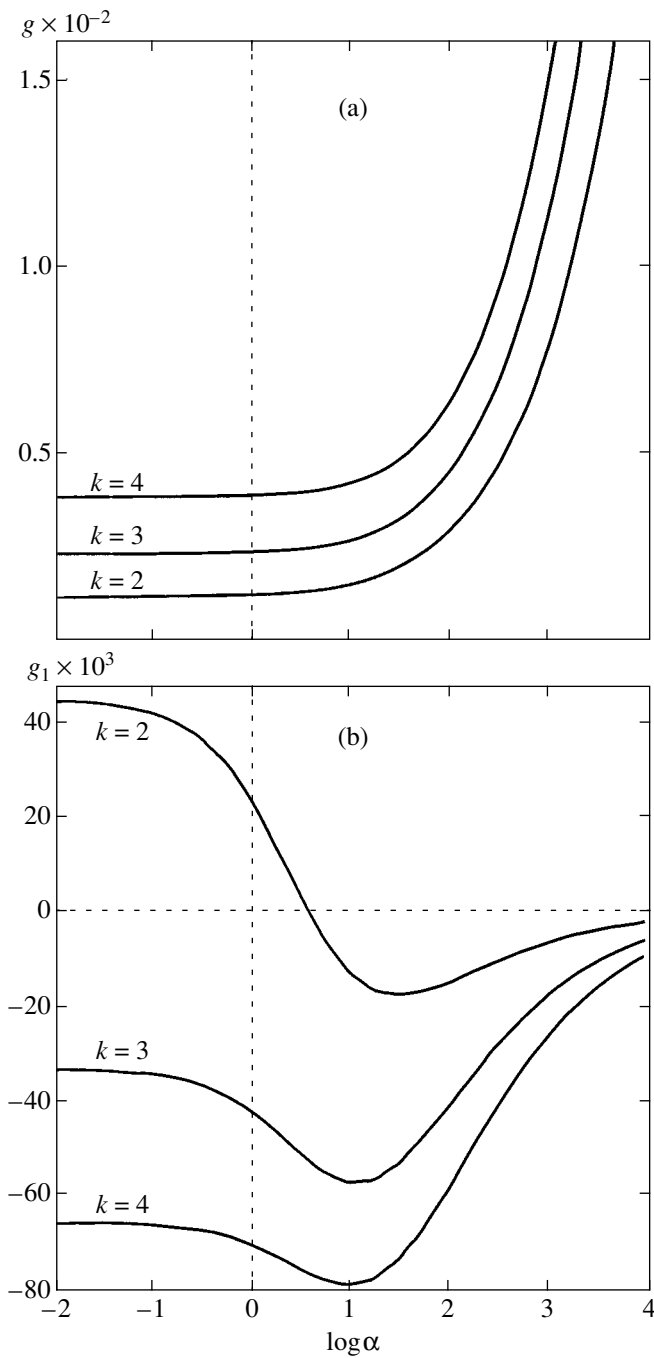 g × 10⁻²
1.5
(a)
1.0
0.5
k = 4
k = 3
k = 2
g₁ × 10³
40
k = 2
(b)
20
0
−20
k = 3
−40
−60
k = 4
−80
−2 −1 0 1 2 3 4
log α